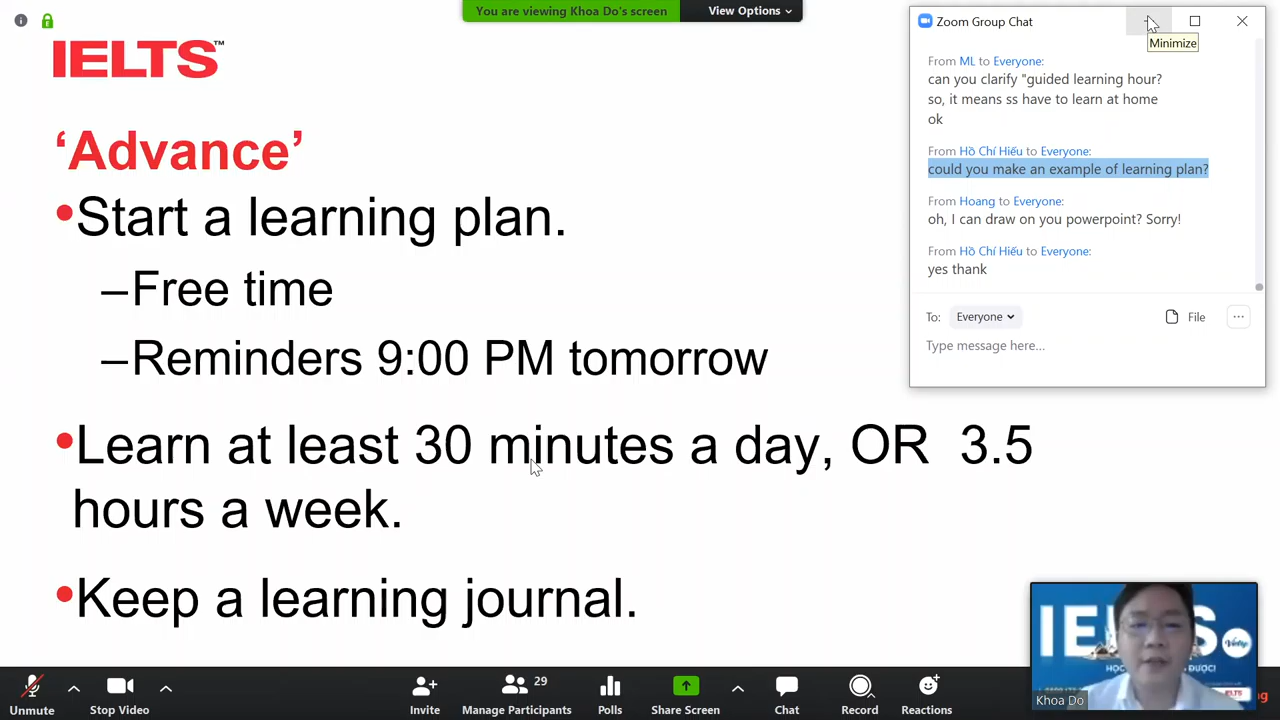 You are viewing Khoa Do's screen
View Options
IELTS™
Zoom Group Chat
Minimize
From ML to Everyone:
can you clarify "guided learning hour?
so, it means ss have to learn at home
ok
From Hồ Chí Hiếu to Everyone:
could you make an example of learning plan?
From Hoang to Everyone:
oh, I can draw on you powerpoint? Sorry!
From Hồ Chí Hiếu to Everyone:
yes thank
To: Everyone
File
Type message here...
‘Advance’
•Start a learning plan.
–Free time
–Reminders 9:00 PM tomorrow
•Learn at least 30 minutes a day, OR 3.5
hours a week.
•Keep a learning journal.
IELTS
Vietop
Khoa Do
IELTS
Unmute
Stop Video
Invite
29
Manage Participants
Polls
Share Screen
Chat
Record
Reactions